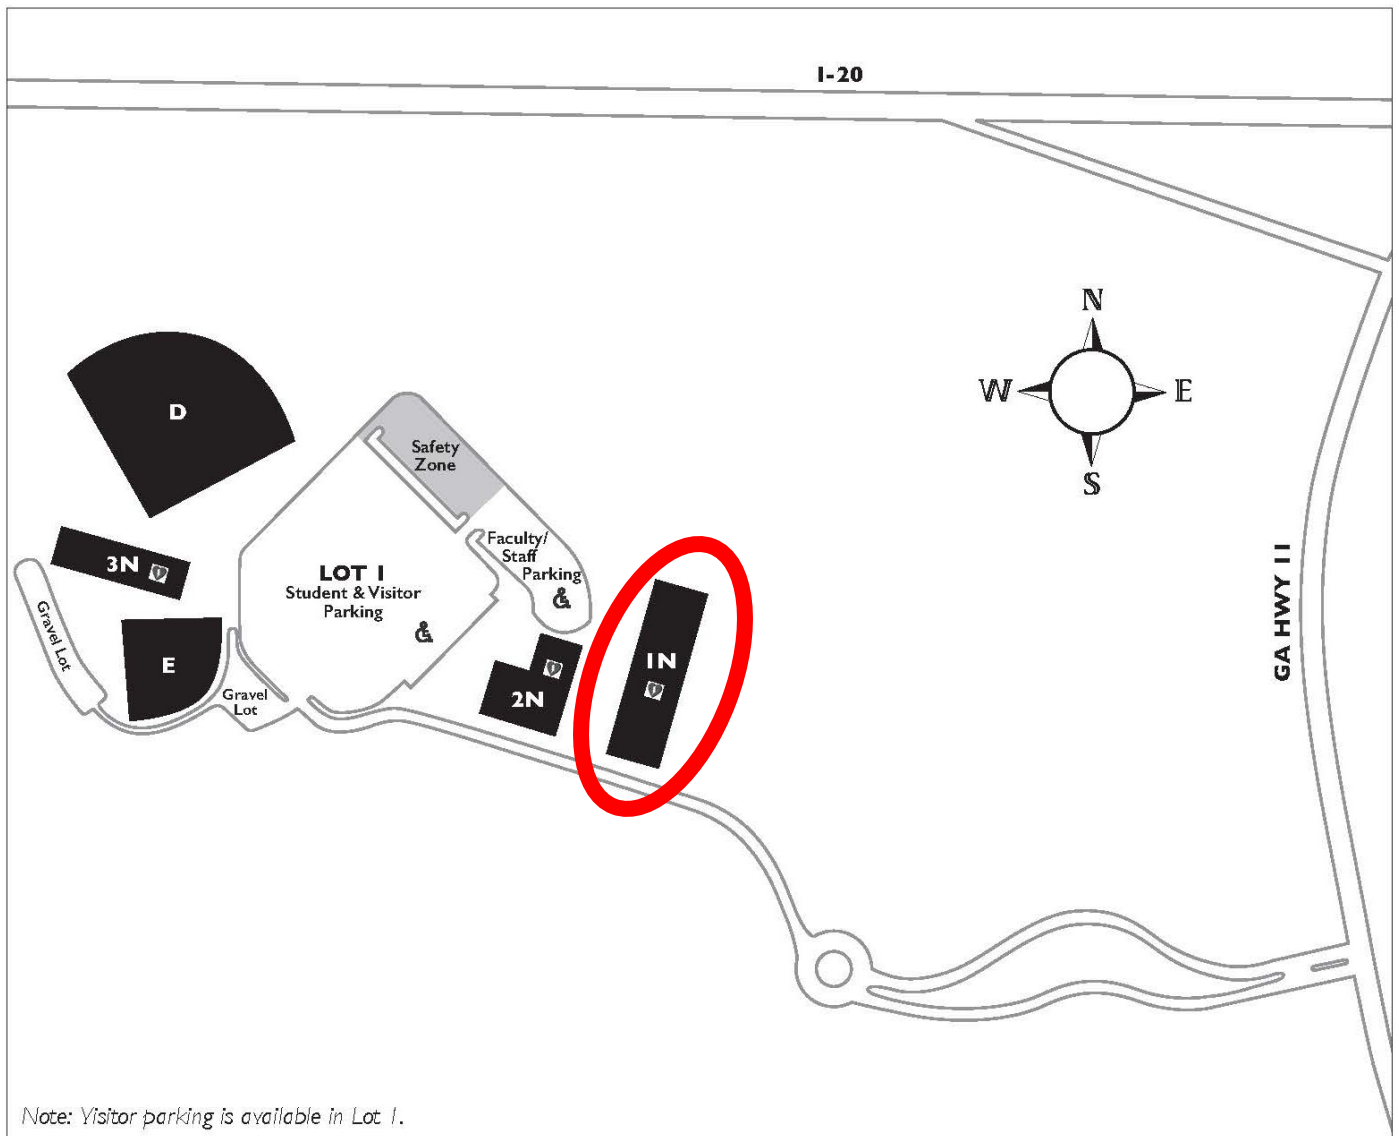 I-20
N
W
E
S
D
Safety
Zone
Faculty/
Staff
Parking
3N
LOT 1
Student & Visitor
Parking
Gravel Lot
E
Gravel
Lot
2N
1N
GA HWY 11
Note: Visitor parking is available in Lot 1.